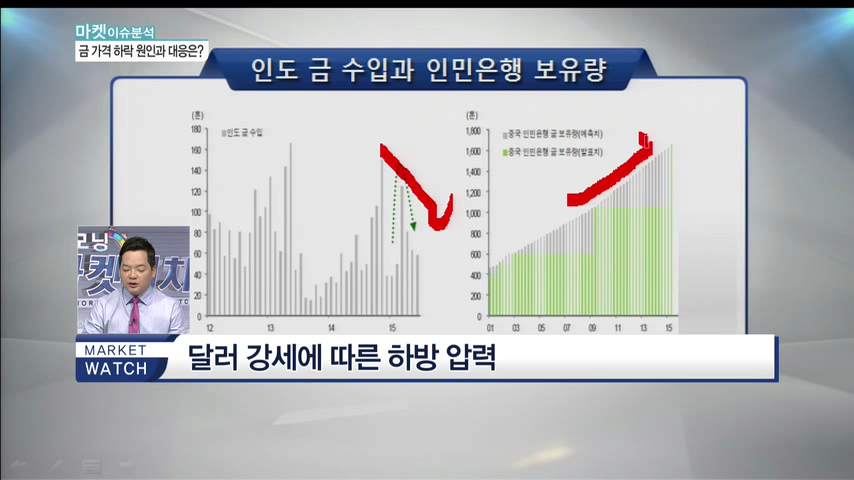 마켓이슈분석
금 가격 하락 원인과 대응은?
인도 금 수입과 인민은행 보유량
(톤)
인도 금 수입
180
160
140
120
100
80
60
40
20
0
12 13 14 15
(톤)
중국 인민은행 금 보유량(예측치)
중국 인민은행 금 보유량(발표치)
1,800
1,600
1,400
1,200
1,000
800
600
400
200
0
01 03 05 07 09 11 13 15
모닝
MARKET
WATCH
달러 강세에 따른 하방 압력